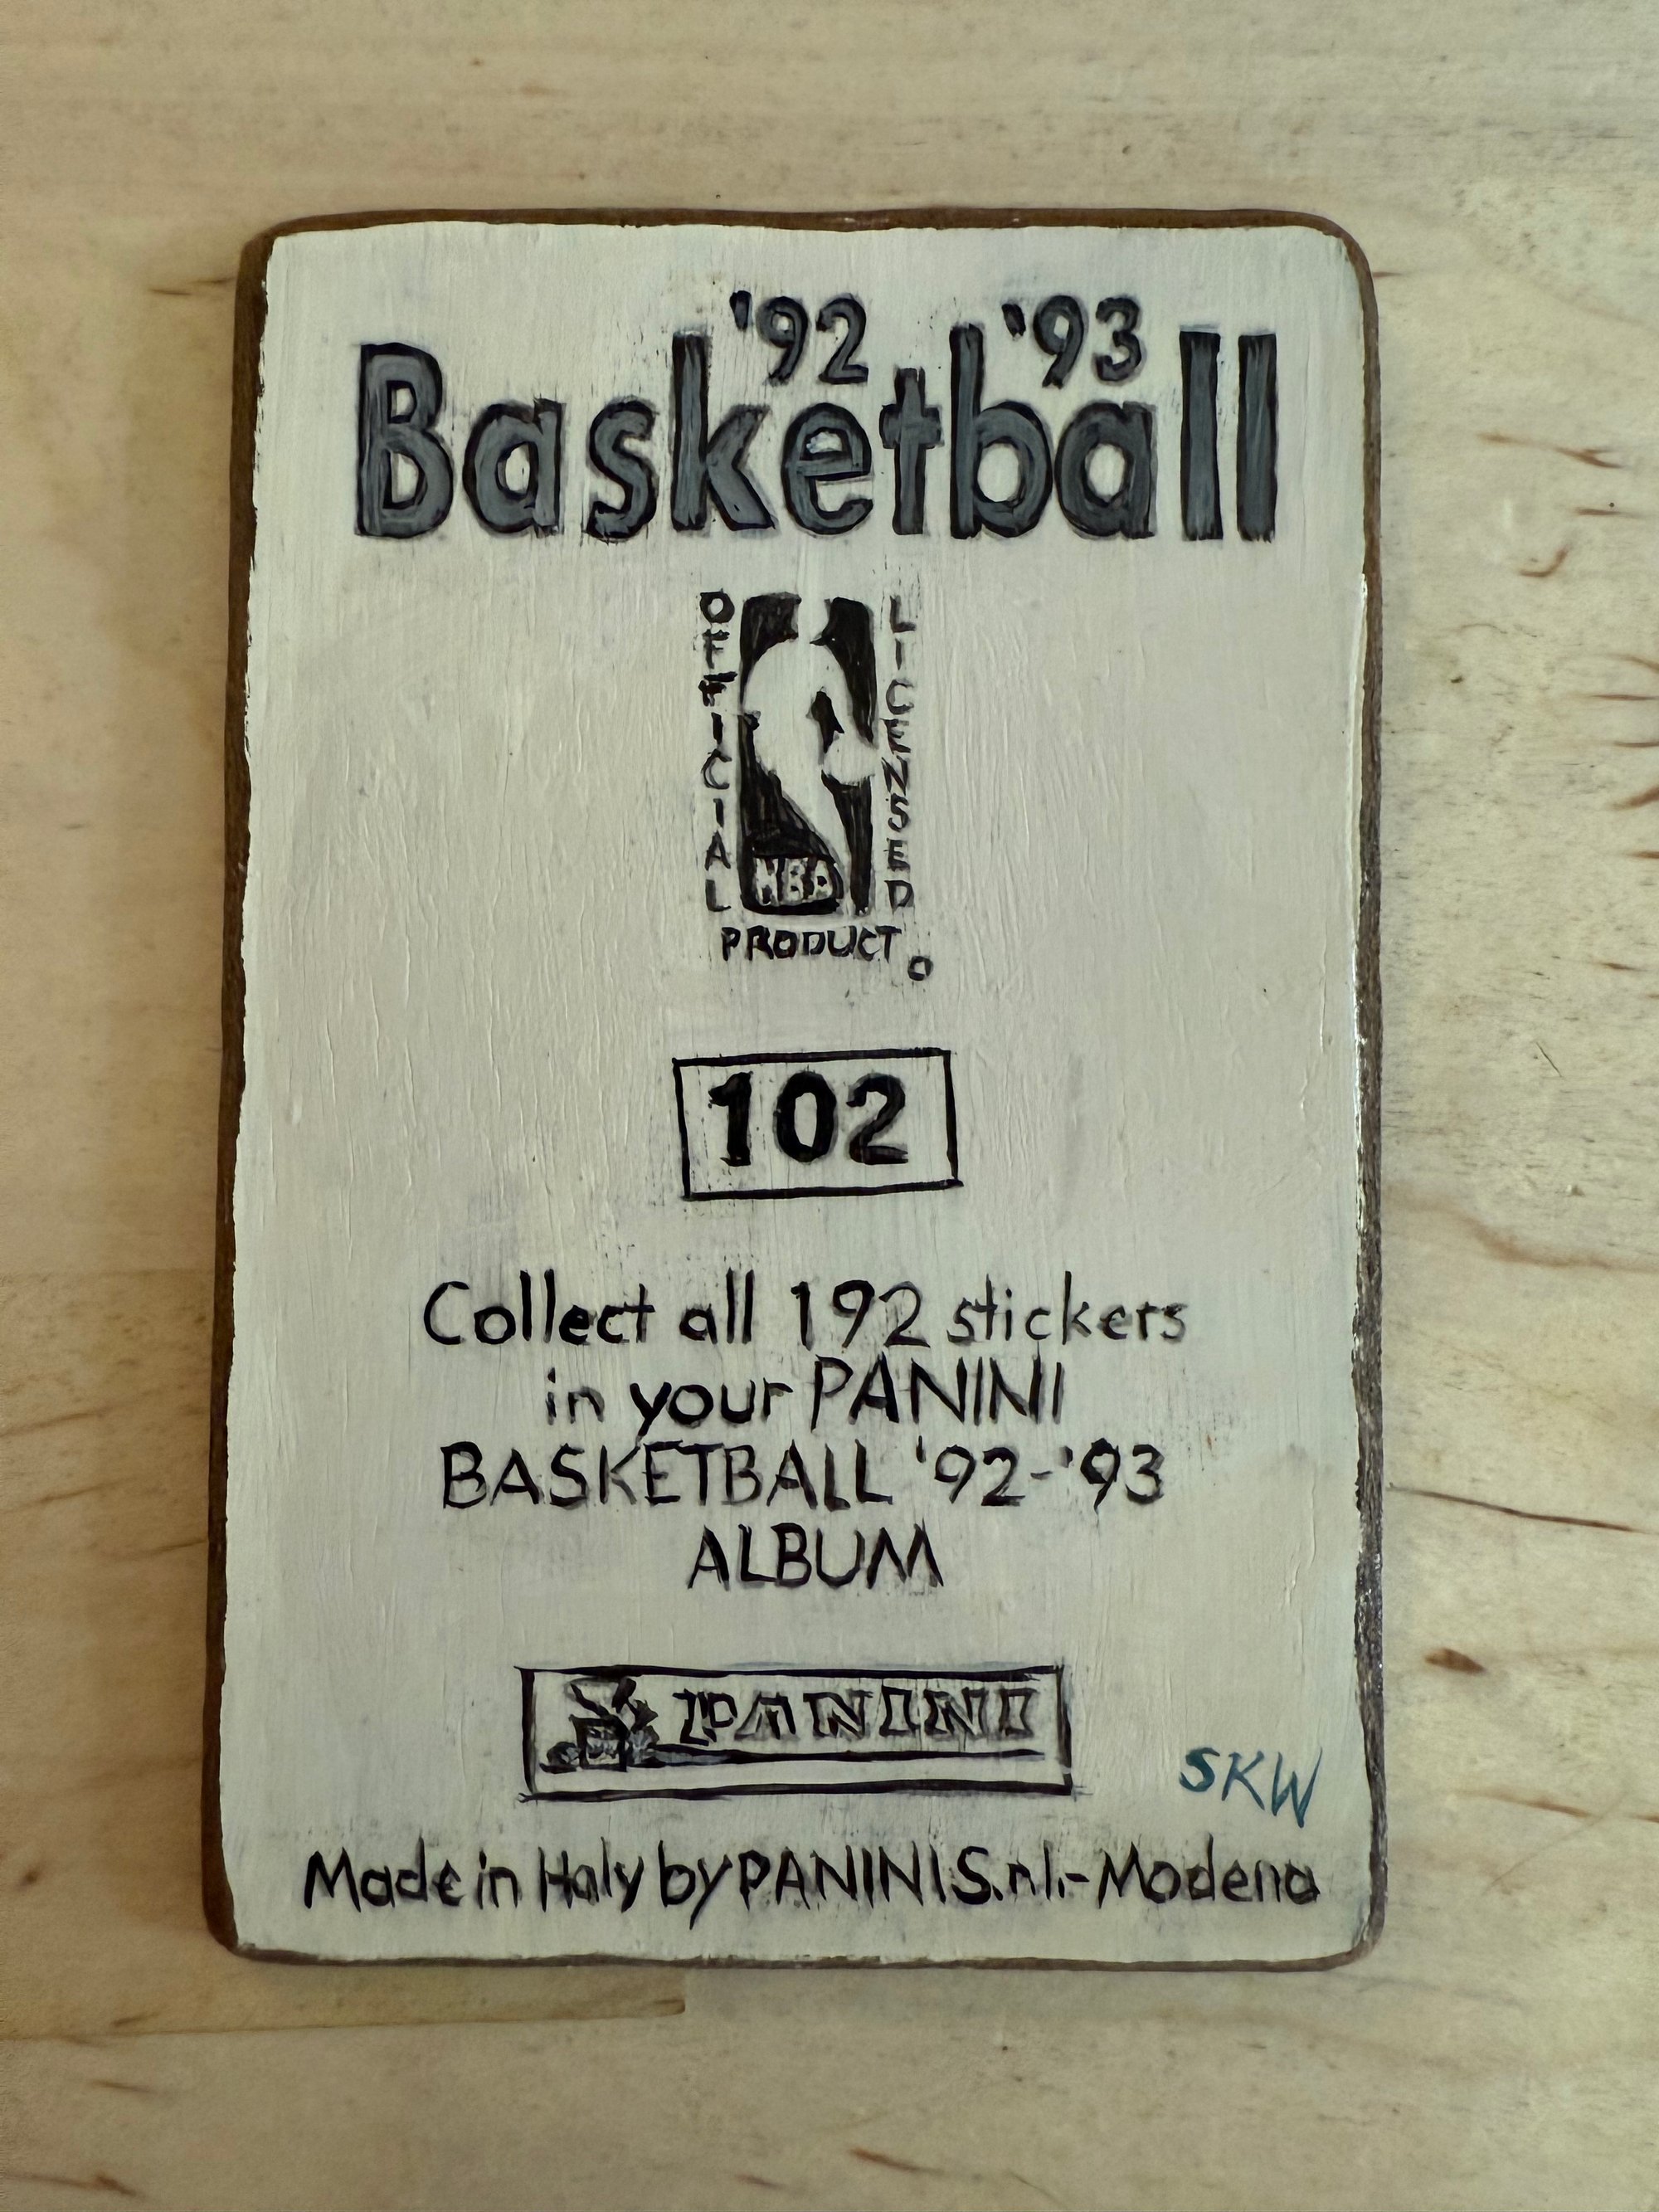 '92 '93
Basketball
OFFICIAL
LICENSED
NBA
PRODUCT
102
Collect all 192 stickers
in your PANINI
BASKETBALL '92-'93
ALBUM
PANINI
SKW
Made in Italy by PANINI S.r.l.-Modena